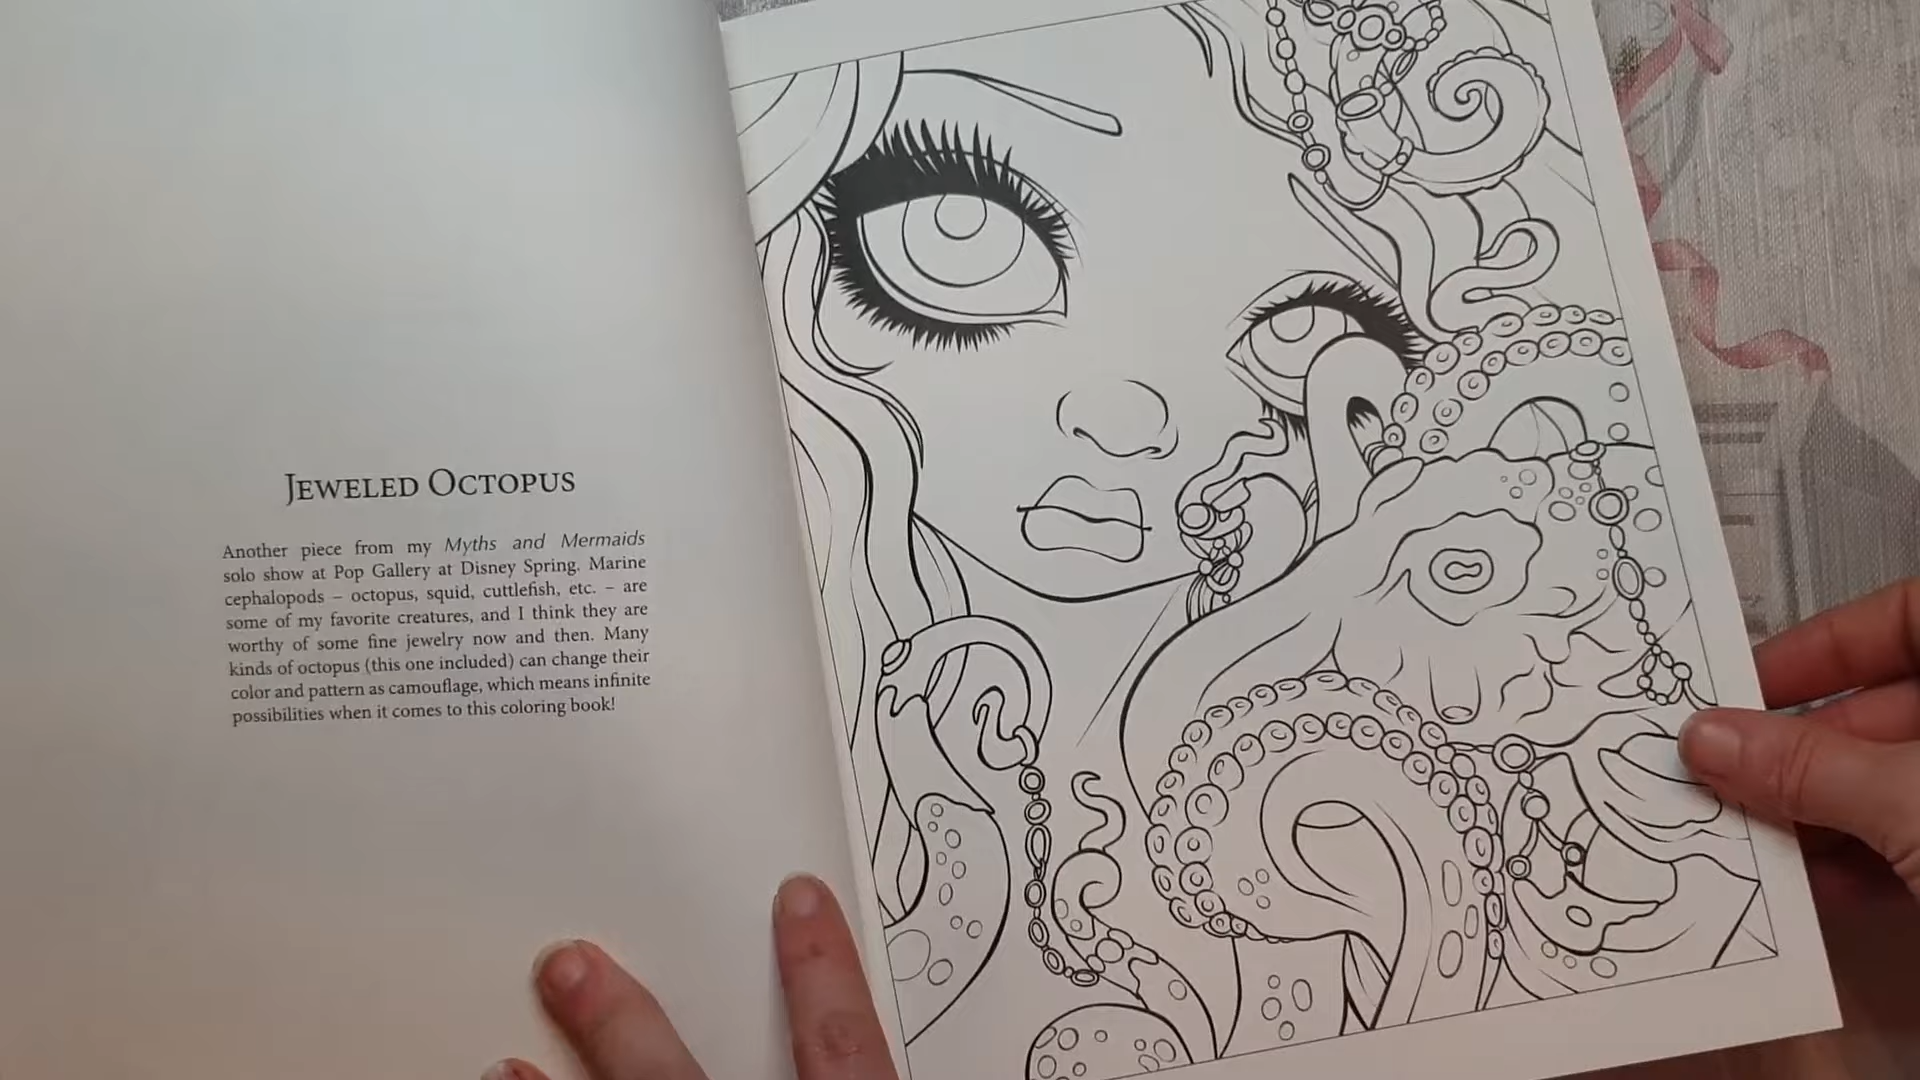 Jeweled Octopus
Another piece from my Myths and Mermaids
solo show at Pop Gallery at Disney Spring. Marine
cephalopods – octopus, squid, cuttlefish, etc. – are
some of my favorite creatures, and I think they are
worthy of some fine jewelry now and then. Many
kinds of octopus (this one included) can change their
color and pattern as camouflage, which means infinite
possibilities when it comes to this coloring book!